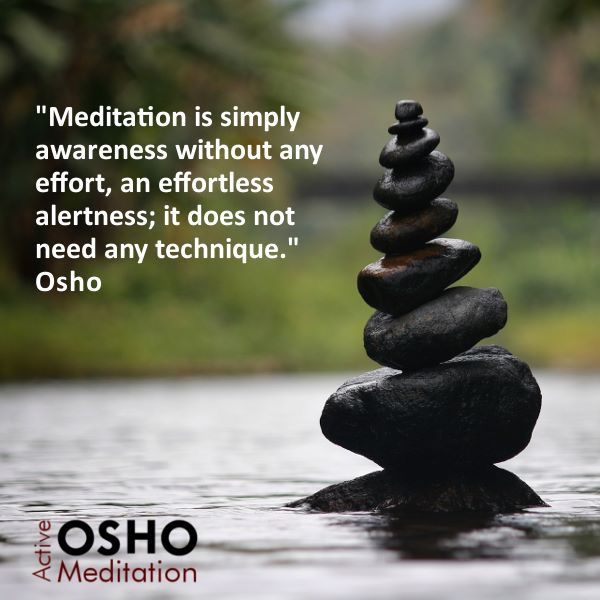 "Meditation is simply
awareness without any
effort, an effortless
alertness; it does not
need any technique."
Osho
Active
OSHO
Meditation